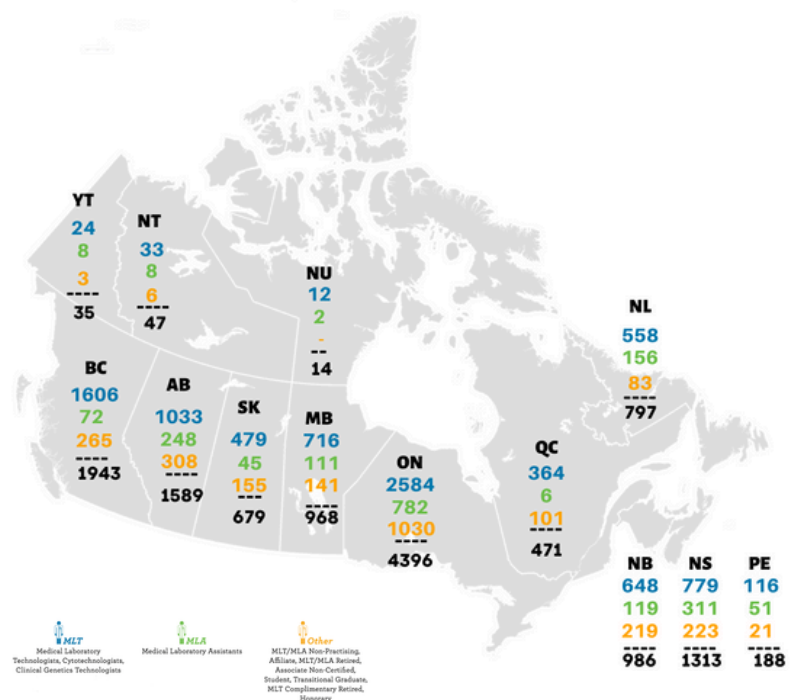 YT
24
8
3
----
35
NT
33
8
6
----
47
NU
12
2
-
--
14
NL
558
156
83
----
797
BC
1606
72
265
----
1943
AB
1033
248
308
----
1589
SK
479
45
155
---
679
MB
716
111
141
----
968
ON
2584
782
1030
----
4396
QC
364
6
101
----
471
NB
648
119
219
----
986
NS
779
311
223
----
1313
PE
116
51
21
----
188
MLT
Medical Laboratory
Technologists, Cytotechnologists,
Clinical Genetics Technologists
MLA
Medical Laboratory Assistants
Other
MLT/MLA Non-Practising,
Affiliate, MLT/MLA Retired,
Associate Non-Certified,
Student, Transitional Graduate,
MLT Complimentary Retired,
Honorary